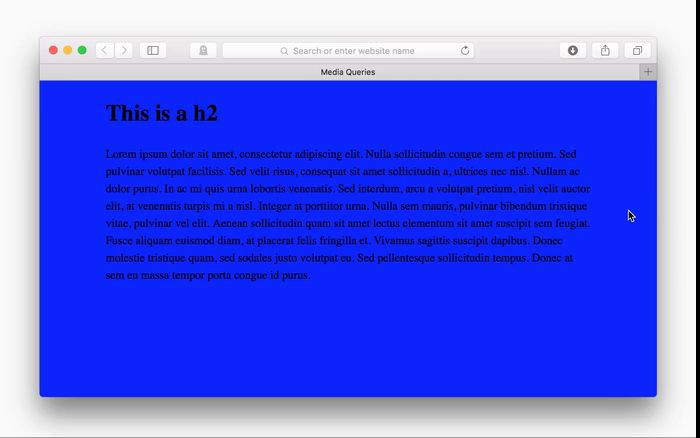 Search or enter website name
Media Queries
This is a h2
Lorem ipsum dolor sit amet, consectetur adipiscing elit. Nulla sollicitudin congue sem et pretium. Sed
pulvinar volutpat facilisis. Sed velit risus, consequat sit amet sollicitudin a, ultrices nec nisl. Nullam ac
dolor purus. In ac mi quis urna lobortis venenatis. Sed interdum, arcu a volutpat pretium, nisl velit auctor
elit, at venenatis turpis mi a nisl. Integer at porttitor urna. Nulla sem mauris, pulvinar bibendum tristique
vitae, pulvinar vel elit. Aenean sollicitudin quam sit amet lectus elementum sit amet suscipit sem feugiat.
Fusce aliquam euismod diam, at placerat felis fringilla et. Vivamus sagittis suscipit dapibus. Donec
molestie tristique quam, sed sodales justo volutpat eu. Sed pellentesque sollicitudin tempus. Donec at
sem eu massa tempor porta congue id purus.